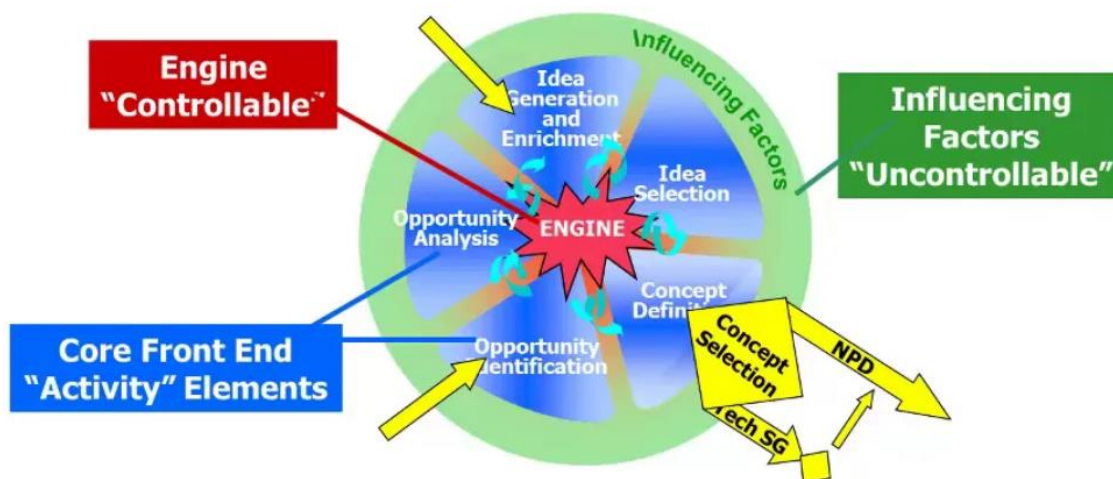 Engine
"Controllable"
Influencing Factors
Influencing
Factors
"Uncontrollable"
Idea
Generation
and
Enrichment
Idea
Selection
Opportunity
Analysis
ENGINE
Concept
Opportunity
Concept
Selection
NPD
Tech SG
Core Front End
"Activity" Elements